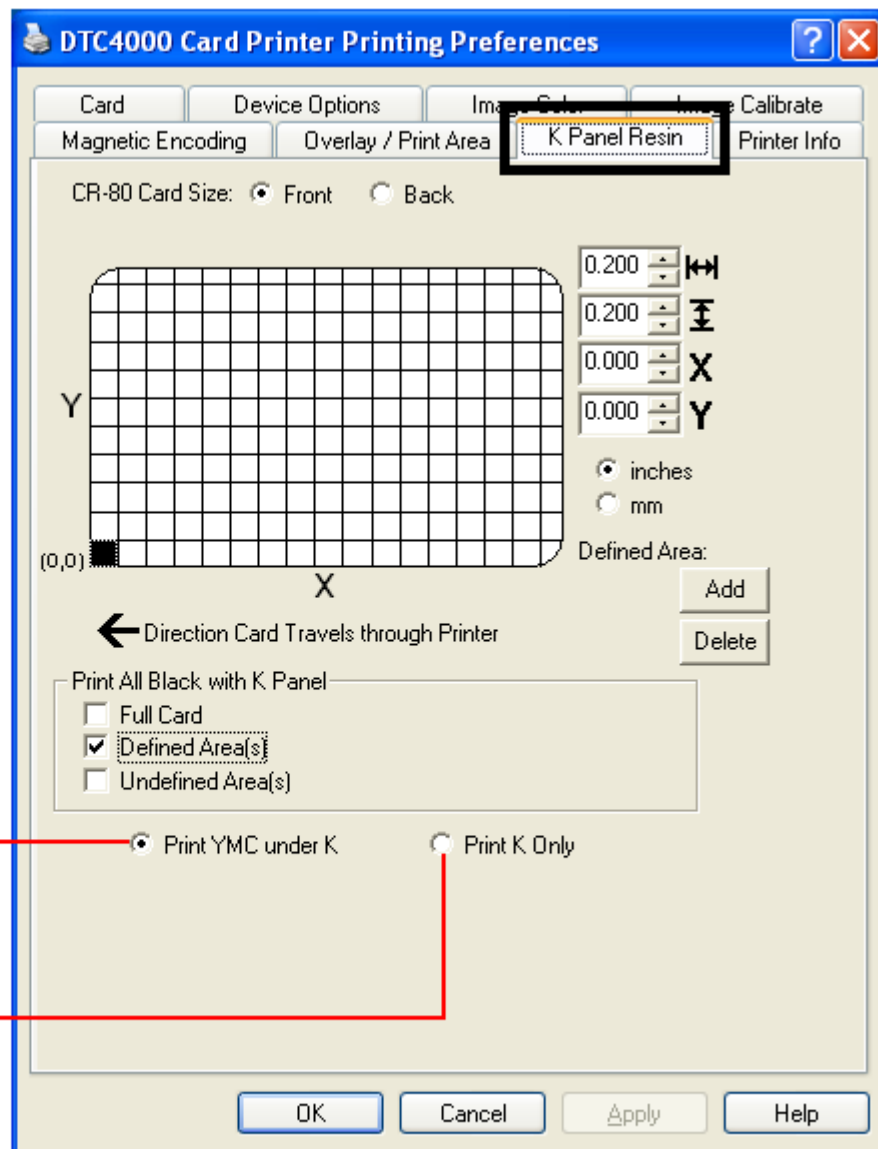 DTC4000 Card Printer Printing Preferences
Card Device Options Image Color Image Calibrate
Magnetic Encoding Overlay / Print Area K Panel Resin Printer Info
CR-80 Card Size: Front Back
0.200
0.200
0.000 X
0.000 Y
Y
inches
mm
(0,0)
X
Defined Area:
Add
Direction Card Travels through Printer
Delete
Print All Black with K Panel
Full Card
Defined Area(s)
Undefined Area(s)
Print YMC under K Print K Only
OK Cancel Apply Help